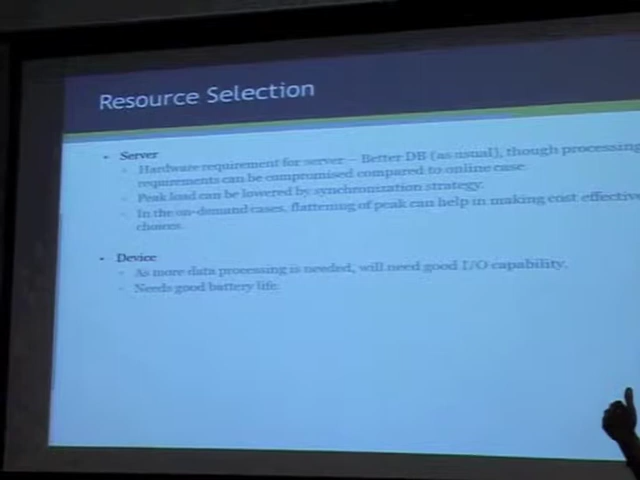 Resource Selection
• Server
◦ Hardware requirement for server – Better DB (as usual), though processing
requirements can be compromised compared to online case.
◦ Peak load can be lowered by synchronization strategy.
◦ In the on-demand cases, flattening of peak can help in making cost effective
choices.
• Device
◦ As more data processing is needed, will need good I/O capability.
◦ Needs good battery life.